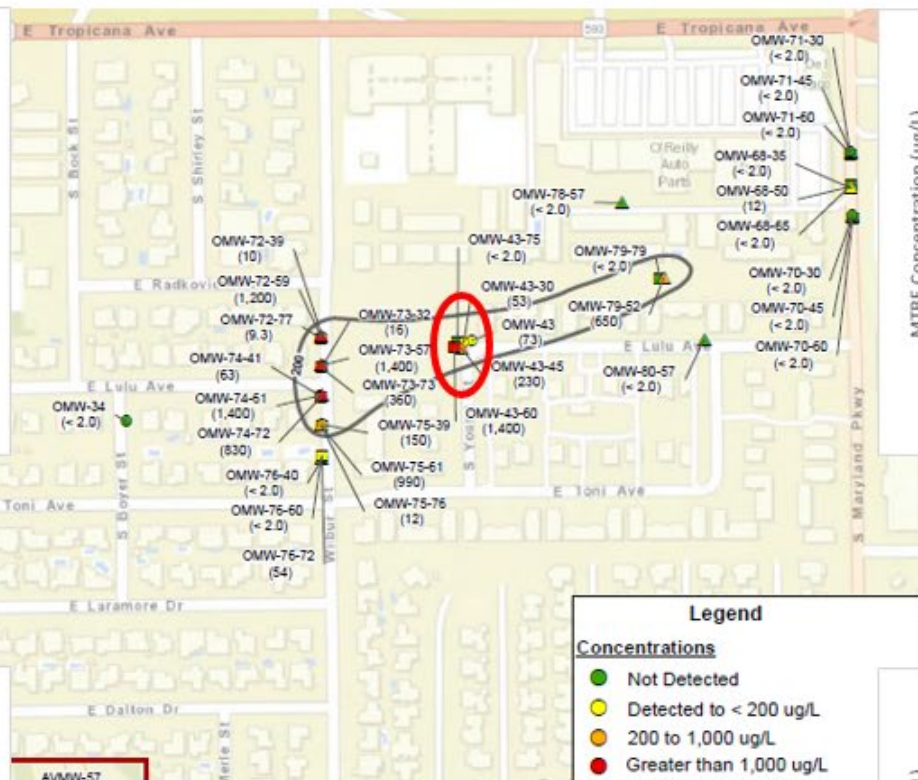 E Tropicana Ave
593
E Tropicana Ave
OMW-71-30
(< 2.0)
OMW-71-45
(< 2.0)
OMW-71-60
(< 2.0)
OMW-68-35
(< 2.0)
OMW-68-50
(12)
OMW-68-65
(< 2.0)
OMW-70-30
(< 2.0)
OMW-70-45
(< 2.0)
OMW-70-60
(< 2.0)
S Bock St
S Shirley St
O'Reilly
Auto
Parts
OMW-78-57
(< 2.0)
OMW-72-39
(10)
OMW-72-59
(1,200)
OMW-72-77
(9.3)
OMW-43-75
(< 2.0)
OMW-79-79
(< 2.0)
OMW-43-30
(53)
OMW-79-52
(650)
OMW-73-32
(16)
OMW-43
(73)
OMW-73-57
(1,400)
OMW-43-45
(230)
OMW-74-41
(63)
OMW-73-73
(360)
OMW-80-57
(< 2.0)
E Lulu Ave
E Lulu Ave
200
OMW-74-61
(1,400)
OMW-74-72
(830)
OMW-75-39
(150)
OMW-43-60
(1,400)
OMW-34
(< 2.0)
OMW-75-61
(990)
OMW-76-40
(< 2.0)
OMW-76-60
(< 2.0)
OMW-75-76
(12)
OMW-76-72
(54)
S Boyer St
Wilbur St
S Maryland Pkwy
Toni Ave
E Toni Ave
E Laramore Dr
E Dalton Dr
AVMW-57
MTBE Concentration (ug/L)
Legend
Concentrations
Not Detected
Detected to < 200 ug/L
200 to 1,000 ug/L
Greater than 1,000 ug/L